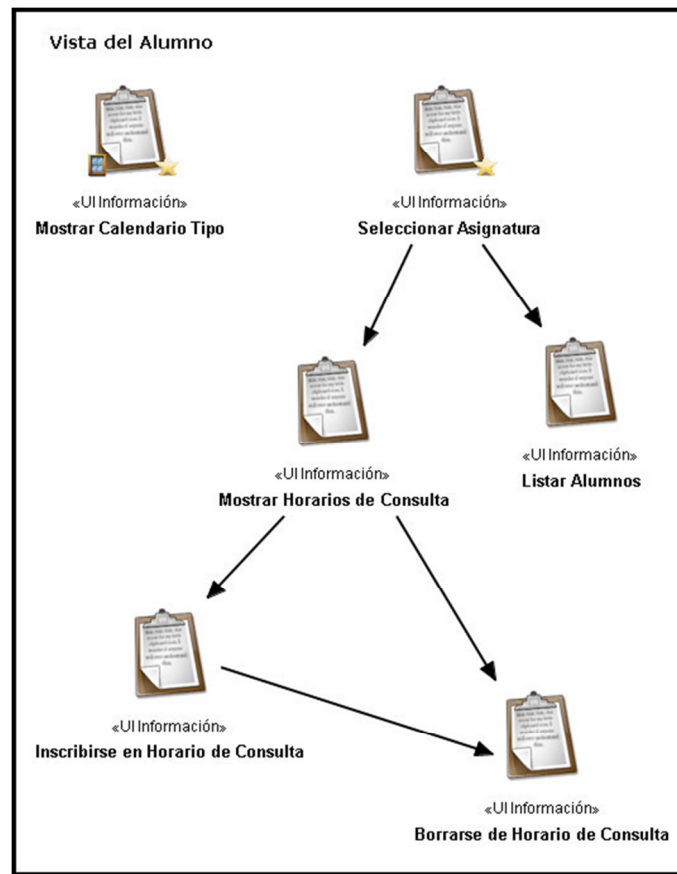 Vista del Alumno
«UI Información»
Mostrar Calendario Tipo
«UI Información»
Seleccionar Asignatura
«UI Información»
Mostrar Horarios de Consulta
«UI Información»
Listar Alumnos
«UI Información»
Inscribirse en Horario de Consulta
«UI Información»
Borrarse de Horario de Consulta